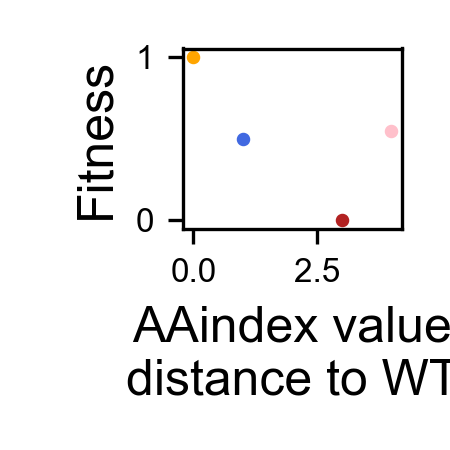 Fitness
1
0
0.0 2.5
AAindex value
distance to WT